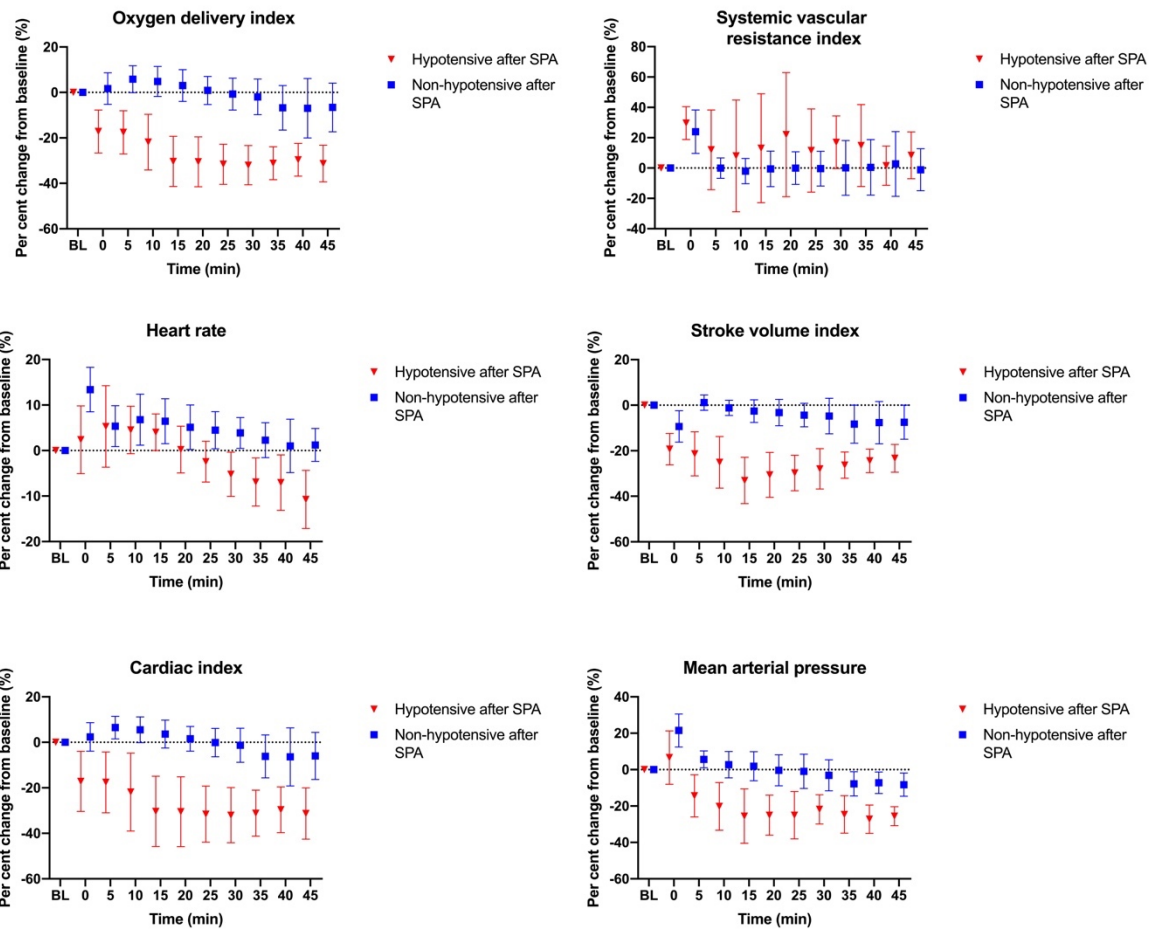 Oxygen delivery index
Per cent change from baseline (%)
20
0
-20
-40
-60
BL 0 5 10 15 20 25 30 35 40 45
Time (min)
Hypotensive after SPA
Non-hypotensive after
SPA
Systemic vascular
resistance index
Per cent change from baseline (%)
80
60
40
20
0
-20
-40
BL 0 5 10 15 20 25 30 35 40 45
Time (min)
Hypotensive after SPA
Non-hypotensive after
SPA
Heart rate
Per cent change from baseline (%)
20
10
0
-10
-20
BL 0 5 10 15 20 25 30 35 40 45
Time (min)
Hypotensive after SPA
Non-hypotensive after
SPA
Stroke volume index
Per cent change from baseline (%)
20
0
-20
-40
-60
BL 0 5 10 15 20 25 30 35 40 45
Time (min)
Hypotensive after SPA
Non-hypotensive after
SPA
Cardiac index
Per cent change from baseline (%)
20
0
-20
-40
-60
BL 0 5 10 15 20 25 30 35 40 45
Time (min)
Hypotensive after SPA
Non-hypotensive after
SPA
Mean arterial pressure
Per cent change from baseline (%)
40
20
0
-20
-40
-60
BL 0 5 10 15 20 25 30 35 40 45
Time (min)
Hypotensive after SPA
Non-hypotensive after
SPA